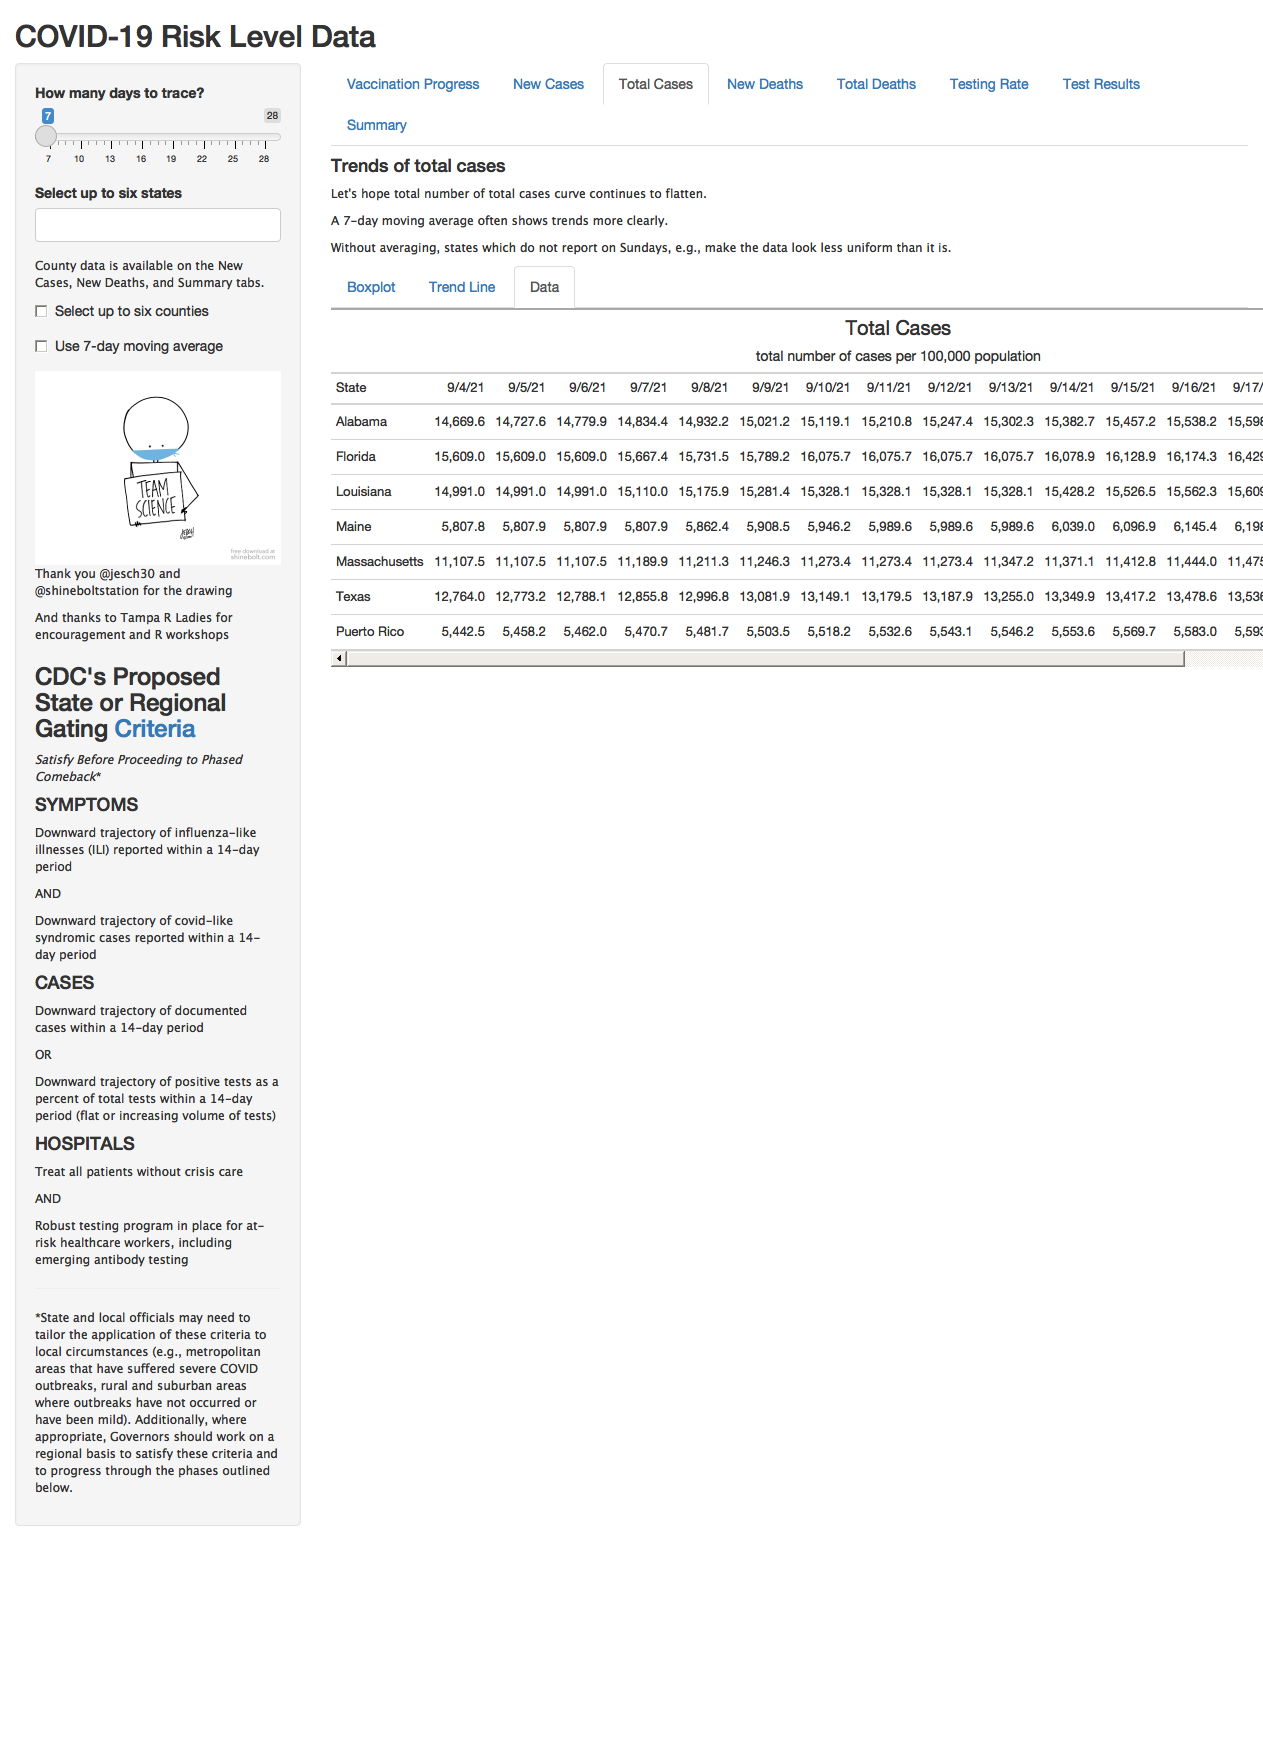 COVID-19 Risk Level Data
How many days to trace?
7 28
7 10 13 16 19 22 25 28
Select up to six states
County data is available on the New
Cases, New Deaths, and Summary tabs.
Select up to six counties
Use 7-day moving average
TEAM
SCIENCE
free download at
shinebolt.com
Thank you @jesch30 and
@shineboltstation for the drawing
And thanks to Tampa R Ladies for
encouragement and R workshops
CDC's Proposed
State or Regional
Gating Criteria
Satisfy Before Proceeding to Phased
Comeback*
SYMPTOMS
Downward trajectory of influenza-like
illnesses (ILI) reported within a 14-day
period
AND
Downward trajectory of covid-like
syndromic cases reported within a 14-
day period
CASES
Downward trajectory of documented
cases within a 14-day period
OR
Downward trajectory of positive tests as a
percent of total tests within a 14-day
period (flat or increasing volume of tests)
HOSPITALS
Treat all patients without crisis care
AND
Robust testing program in place for at-
risk healthcare workers, including
emerging antibody testing
*State and local officials may need to
tailor the application of these criteria to
local circumstances (e.g., metropolitan
areas that have suffered severe COVID
outbreaks, rural and suburban areas
where outbreaks have not occurred or
have been mild). Additionally, where
appropriate, Governors should work on a
regional basis to satisfy these criteria and
to progress through the phases outlined
below.
Vaccination Progress New Cases Total Cases New Deaths Total Deaths Testing Rate Test Results
Summary
Trends of total cases
Let's hope total number of total cases curve continues to flatten.
A 7-day moving average often shows trends more clearly.
Without averaging, states which do not report on Sundays, e.g., make the data look less uniform than it is.
Boxplot Trend Line Data
Total Cases
total number of cases per 100,000 population
State 9/4/21 9/5/21 9/6/21 9/7/21 9/8/21 9/9/21 9/10/21 9/11/21 9/12/21 9/13/21 9/14/21 9/15/21 9/16/21 9/17/
Alabama 14,669.6 14,727.6 14,779.9 14,834.4 14,932.2 15,021.2 15,119.1 15,210.8 15,247.4 15,302.3 15,382.7 15,457.2 15,538.2 15,598
Florida 15,609.0 15,609.0 15,609.0 15,667.4 15,731.5 15,789.2 16,075.7 16,075.7 16,075.7 16,075.7 16,078.9 16,128.9 16,174.3 16,429
Louisiana 14,991.0 14,991.0 14,991.0 15,110.0 15,175.9 15,281.4 15,328.1 15,328.1 15,328.1 15,328.1 15,428.2 15,526.5 15,562.3 15,609
Maine 5,807.8 5,807.9 5,807.9 5,807.9 5,862.4 5,908.5 5,946.2 5,989.6 5,989.6 5,989.6 6,039.0 6,096.9 6,145.4 6,198
Massachusetts 11,107.5 11,107.5 11,107.5 11,189.9 11,211.3 11,246.3 11,273.4 11,273.4 11,273.4 11,347.2 11,371.1 11,412.8 11,444.0 11,475
Texas 12,764.0 12,773.2 12,788.1 12,855.8 12,996.8 13,081.9 13,149.1 13,179.5 13,187.9 13,255.0 13,349.9 13,417.2 13,478.6 13,536
Puerto Rico 5,442.5 5,458.2 5,462.0 5,470.7 5,481.7 5,503.5 5,518.2 5,532.6 5,543.1 5,546.2 5,553.6 5,569.7 5,583.0 5,593